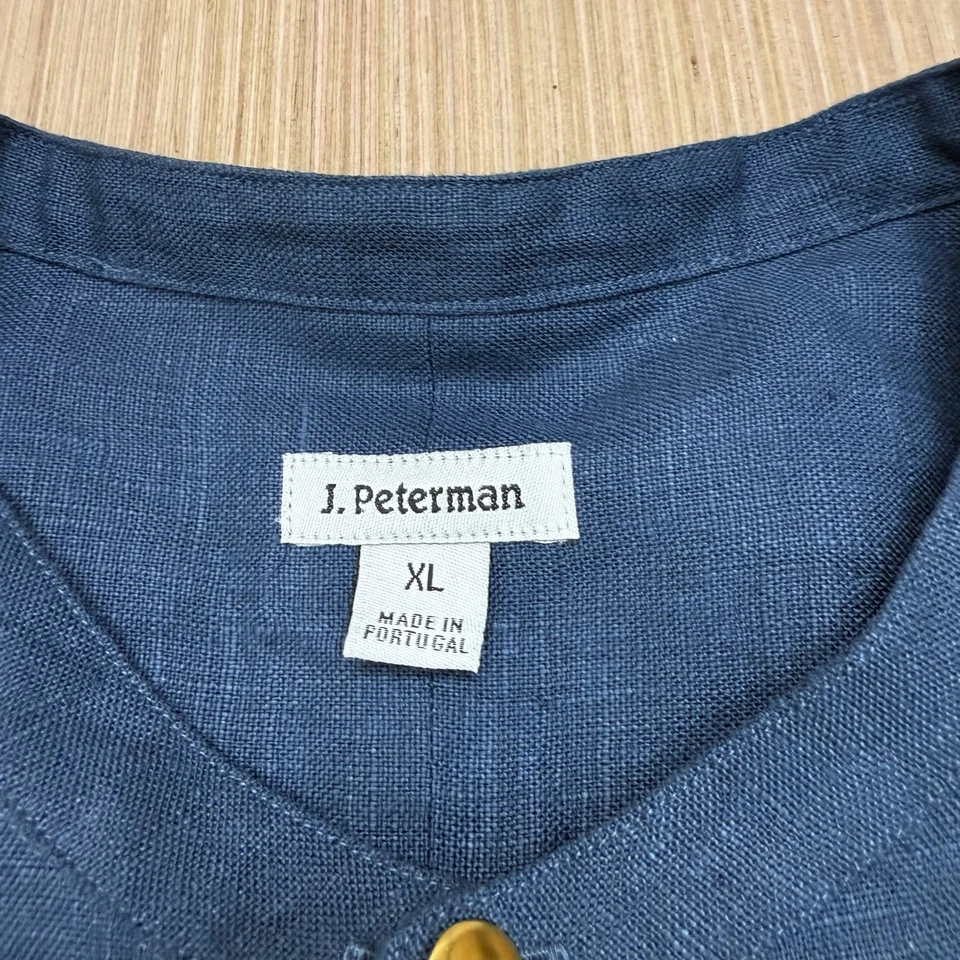 J. Peterman
XL
MADE IN
PORTUGAL